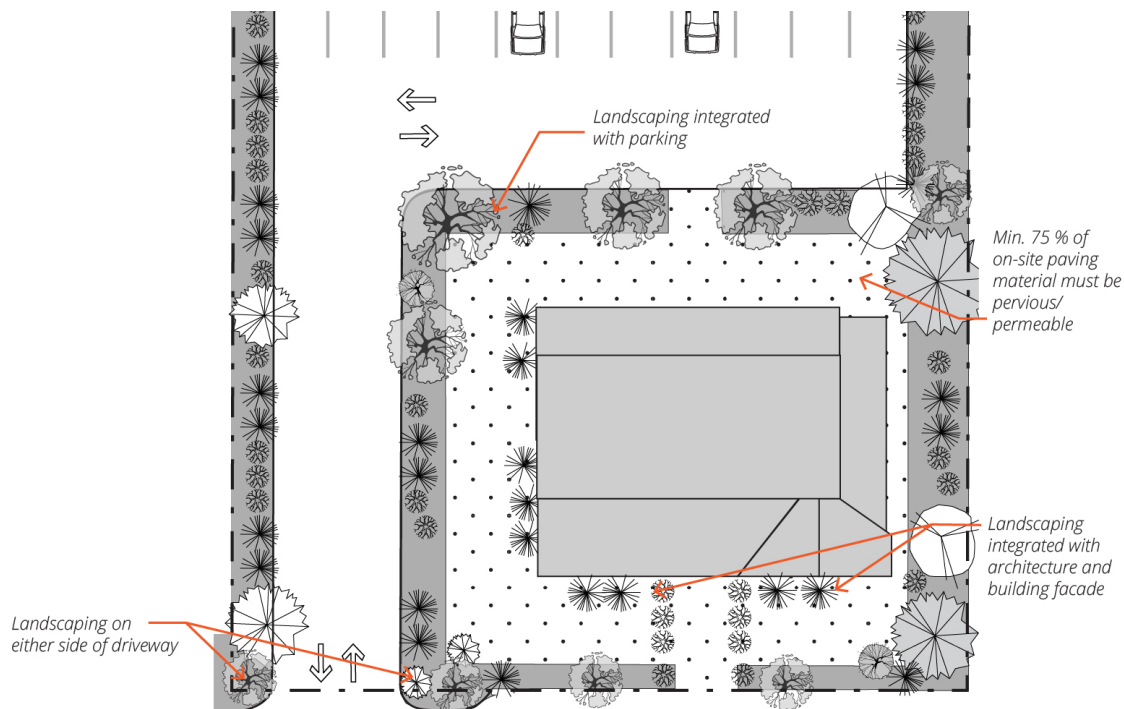 Landscaping integrated
with parking
Min. 75 % of
on-site paving
material must be
pervious/
permeable
Landscaping
integrated with
architecture and
building facade
Landscaping on
either side of driveway